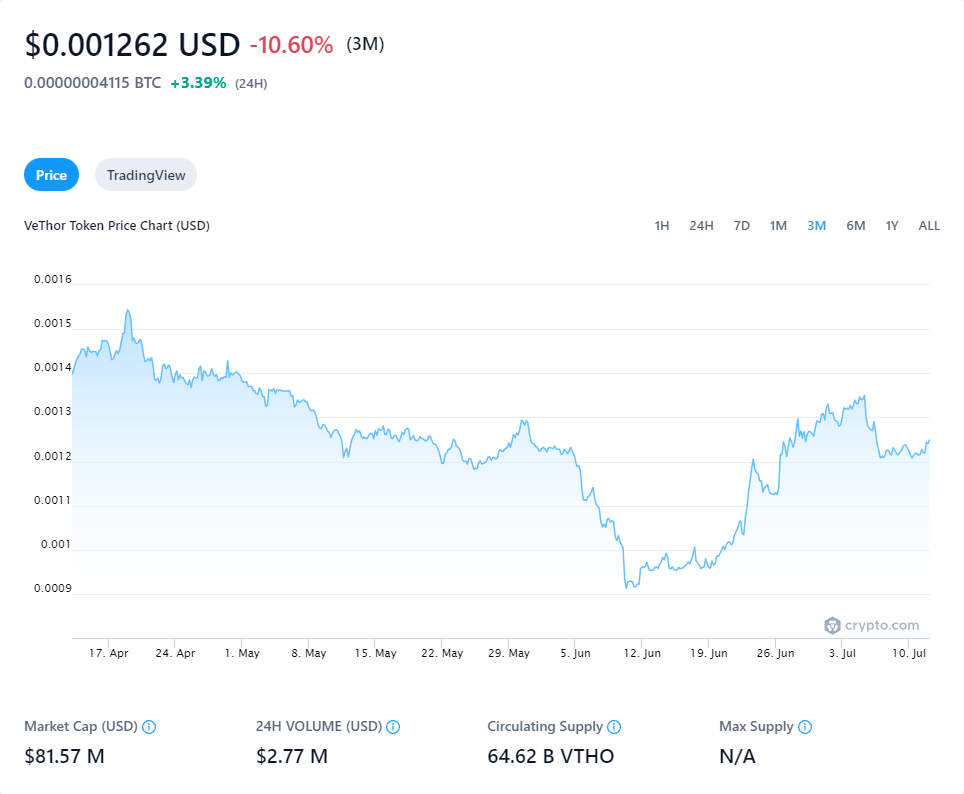 $0.001262 USD -10.60% (3M)
0.00000004115 BTC +3.39% (24H)
Price TradingView
VeThor Token Price Chart (USD) 1H 24H 7D 1M 3M 6M 1Y ALL
0.0016
0.0015
0.0014
0.0013
0.0012
0.0011
0.001
0.0009
crypto.com
17. Apr 24. Apr 1. May 8. May 15. May 22. May 29. May 5. Jun 12. Jun 19. Jun 26. Jun 3. Jul 10. Jul
Market Cap (USD) 24H VOLUME (USD) Circulating Supply Max Supply
$81.57 M $2.77 M 64.62 B VTHO N/A